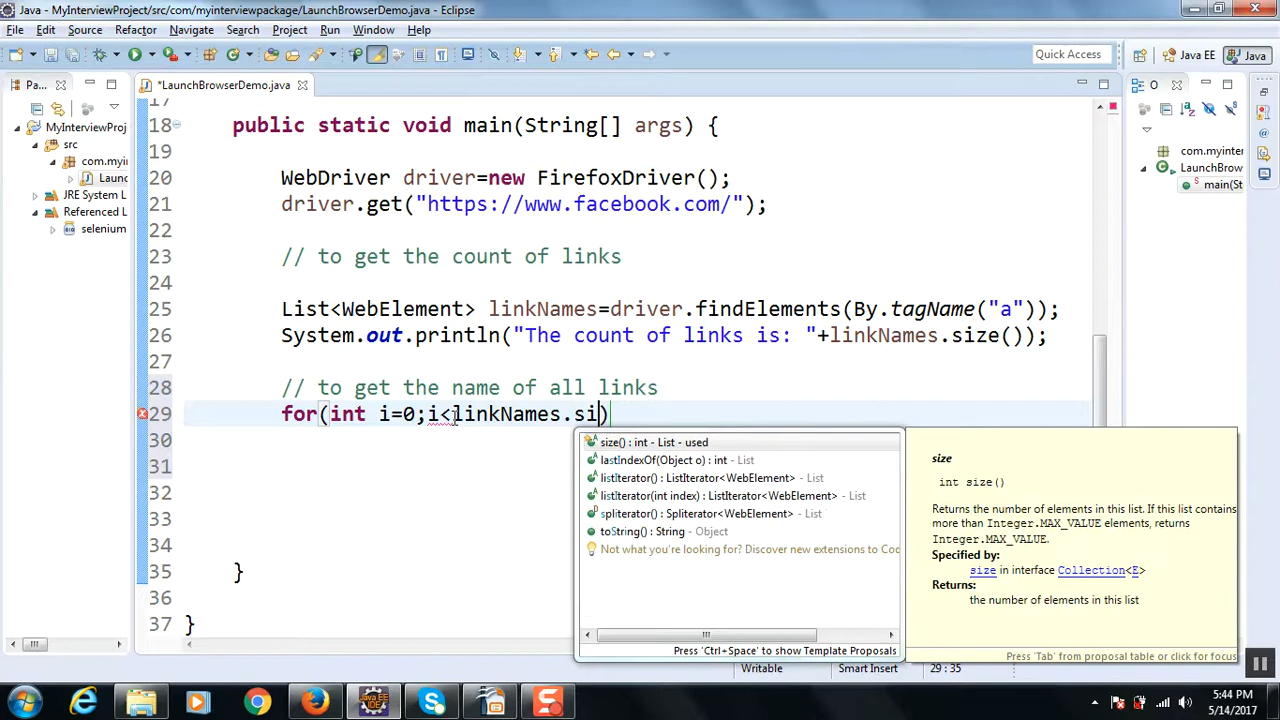 Java - MyInterviewProject/src/com/myinterviewpackage/LaunchBrowserDemo.java - Eclipse
File Edit Source Refactor Navigate Search Project Run Window Help
Quick Access
Java EE
Java
Pa...
*LaunchBrowserDemo.java
O
MyInterviewProj
src
com.myin
Launc
JRE System L
Referenced L
selenium
17
18 public static void main(String[] args) {
19
20 WebDriver driver=new FirefoxDriver();
21 driver.get("https://www.facebook.com/");
22
23 // to get the count of links
24
25 List<WebElement> linkNames=driver.findElements(By.tagName("a"));
26 System.out.println("The count of links is: "+linkNames.size());
27
28 // to get the name of all links
29 for(int i=0;i<linkNames.si)
30
31
32
33
34
35 }
36
37 }
size() : int - List - used
lastIndexOf(Object o) : int - List
listIterator() : ListIterator<WebElement> - List
listIterator(int index) : ListIterator<WebElement> - List
spliterator() : Spliterator<WebElement> - List
toString() : String - Object
Not what you're looking for? Discover new extensions to Coc
Press 'Ctrl+Space' to show Template Proposals
size
int size()
Returns the number of elements in this list. If this list contains
more than Integer.MAX_VALUE elements, returns
Integer.MAX_VALUE.
Specified by:
size in interface Collection<E>
Returns:
the number of elements in this list
Press 'Tab' from proposal table or click for focus
com.myinter
LaunchBrow
main(St
Writable
Smart Insert
29 : 35
5:44 PM
5/14/2017